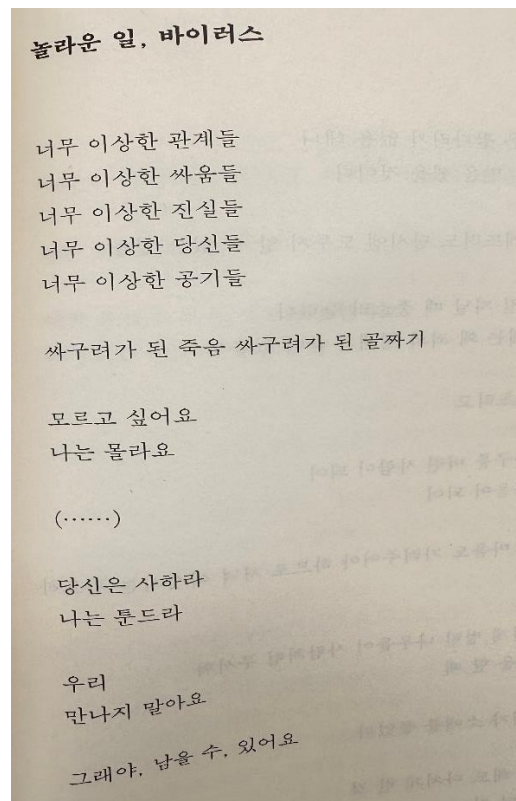 놀라운 일, 바이러스
너무 이상한 관계들
너무 이상한 싸움들
너무 이상한 진실들
너무 이상한 당신들
너무 이상한 공기들
싸구려가 된 죽음 싸구려가 된 골짜기
모르고 싶어요
나는 몰라요
(……)
당신은 사하라
나는 툰드라
우리
만나지 말아요
그래야, 남을 수, 있어요